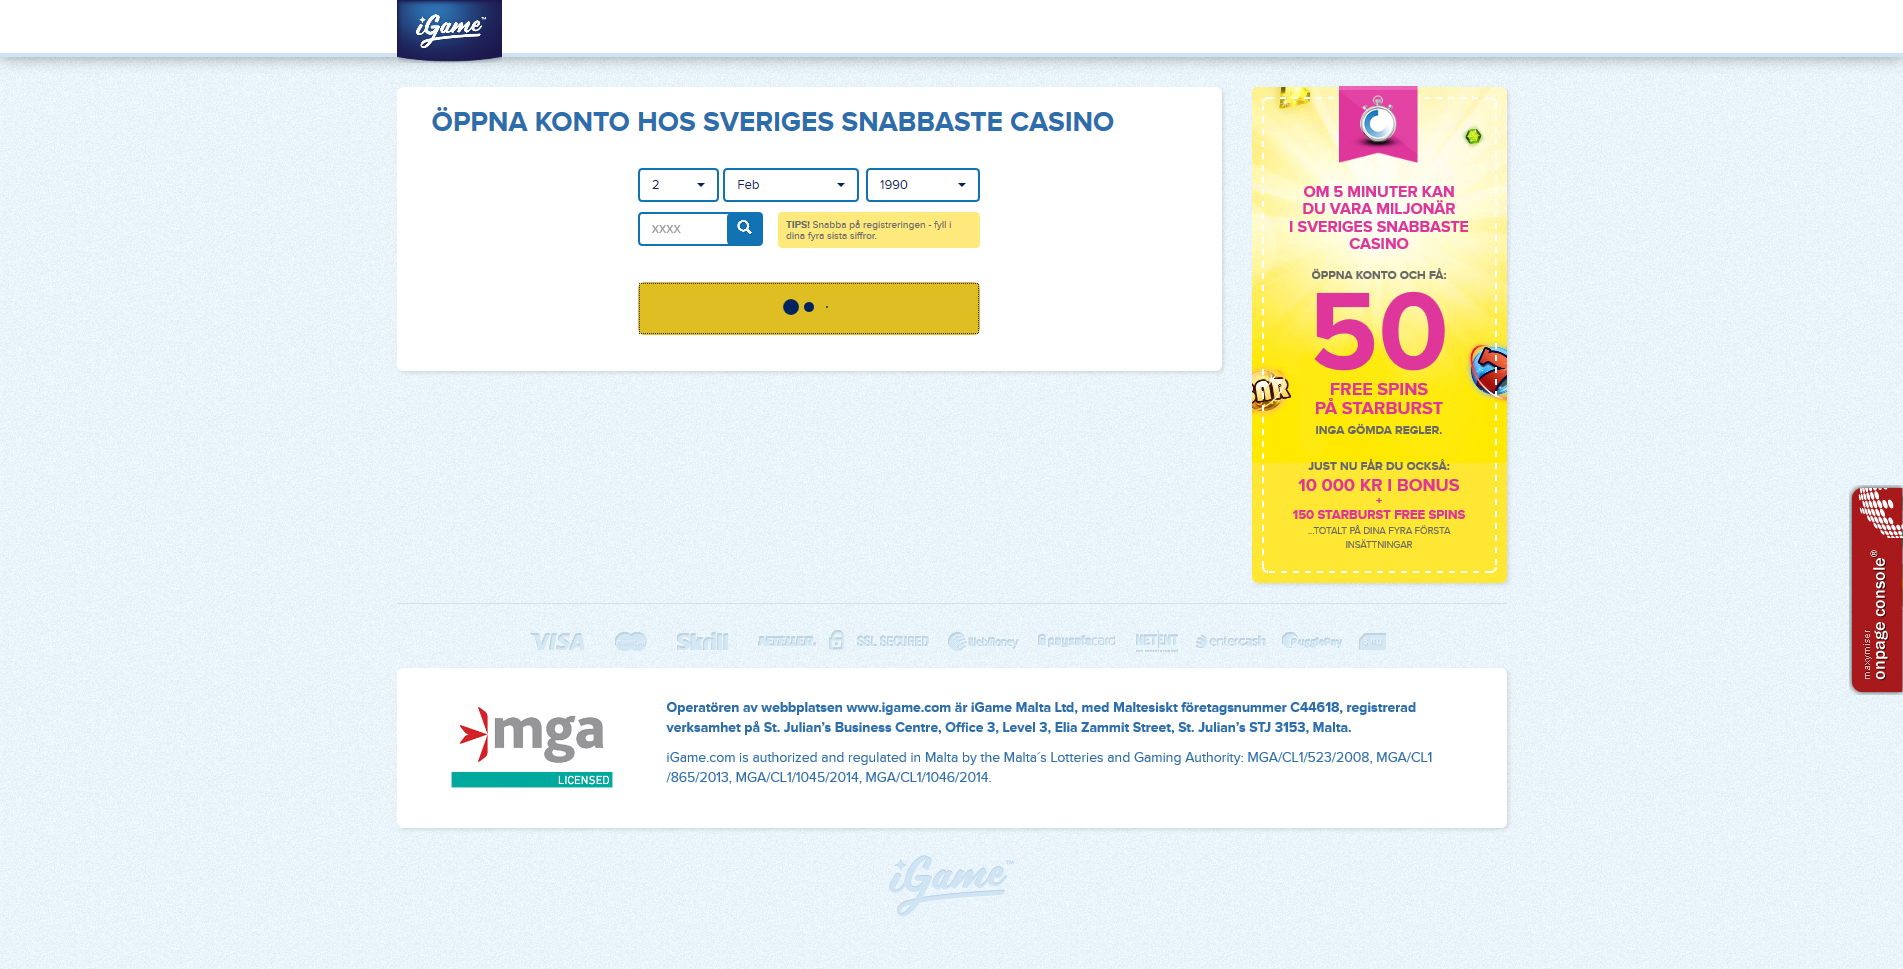 iGame™
ÖPPNA KONTO HOS SVERIGES SNABBASTE CASINO
2 Feb 1990
XXXX
TIPS! Snabba på registreringen - fyll i
dina fyra sista siffror.
OM 5 MINUTER KAN
DU VARA MILJONÄR
I SVERIGES SNABBASTE
CASINO
ÖPPNA KONTO OCH FÅ:
50
FREE SPINS
PÅ STARBURST
INGA GÖMDA REGLER.
BAR
7
JUST NU FÅR DU OCKSÅ:
10 000 KR I BONUS
+
150 STARBURST FREE SPINS
...TOTALT PÅ DINA FYRA FÖRSTA
INSÄTTNINGAR
maxymiser
onpage console®
VISA Skrill NETELLER SSL SECURED WebMoney paysafecard NETENT entercash PugglePay
mga
LICENSED
Operatören av webbplatsen www.igame.com är iGame Malta Ltd, med Maltesiskt företagsnummer C44618, registrerad
verksamhet på St. Julian's Business Centre, Office 3, Level 3, Elia Zammit Street, St. Julian's STJ 3153, Malta.
iGame.com is authorized and regulated in Malta by the Malta´s Lotteries and Gaming Authority: MGA/CL1/523/2008, MGA/CL1
/865/2013, MGA/CL1/1045/2014, MGA/CL1/1046/2014.
iGame™